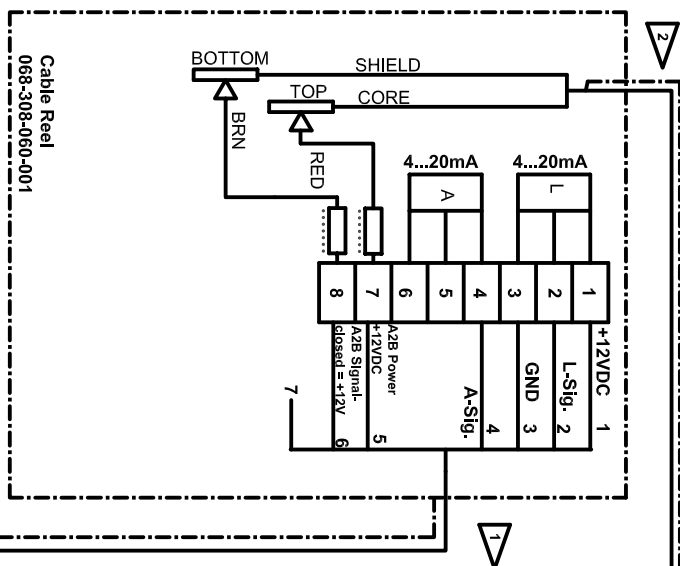 2
BOTTOM
SHIELD
TOP
CORE
BRN
RED
Cable Reel
068-308-060-001
4...20mA
4...20mA
A
L
8
7
6
5
4
3
2
1
+12VDC 1
L-Sig. 2
GND 3
A-Sig. 4
A2B Power
+12VDC
5
A2B Signal-
closed = +12V
6
7
1